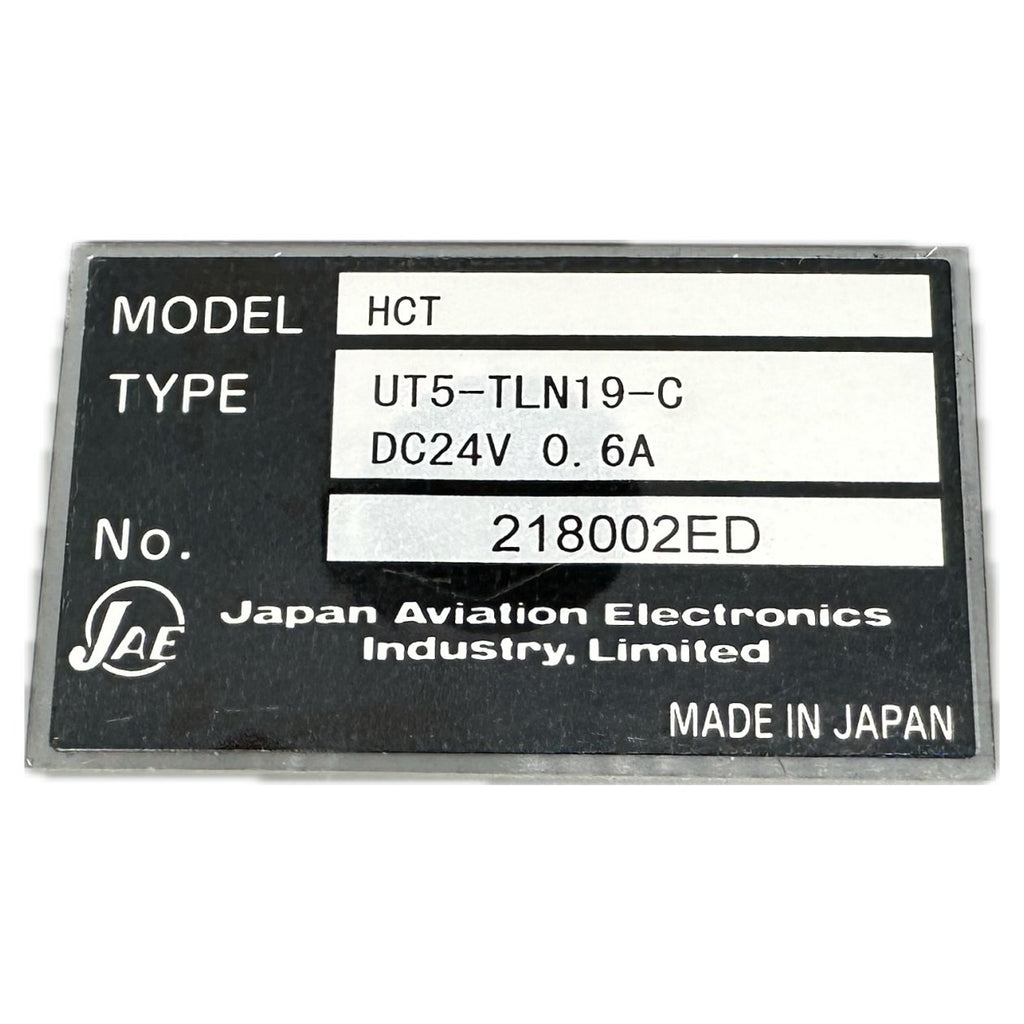 MODEL HCT
TYPE UT5-TLN19-C
DC24V 0.6A
No. 218002ED
JAE Japan Aviation Electronics
Industry, Limited
MADE IN JAPAN